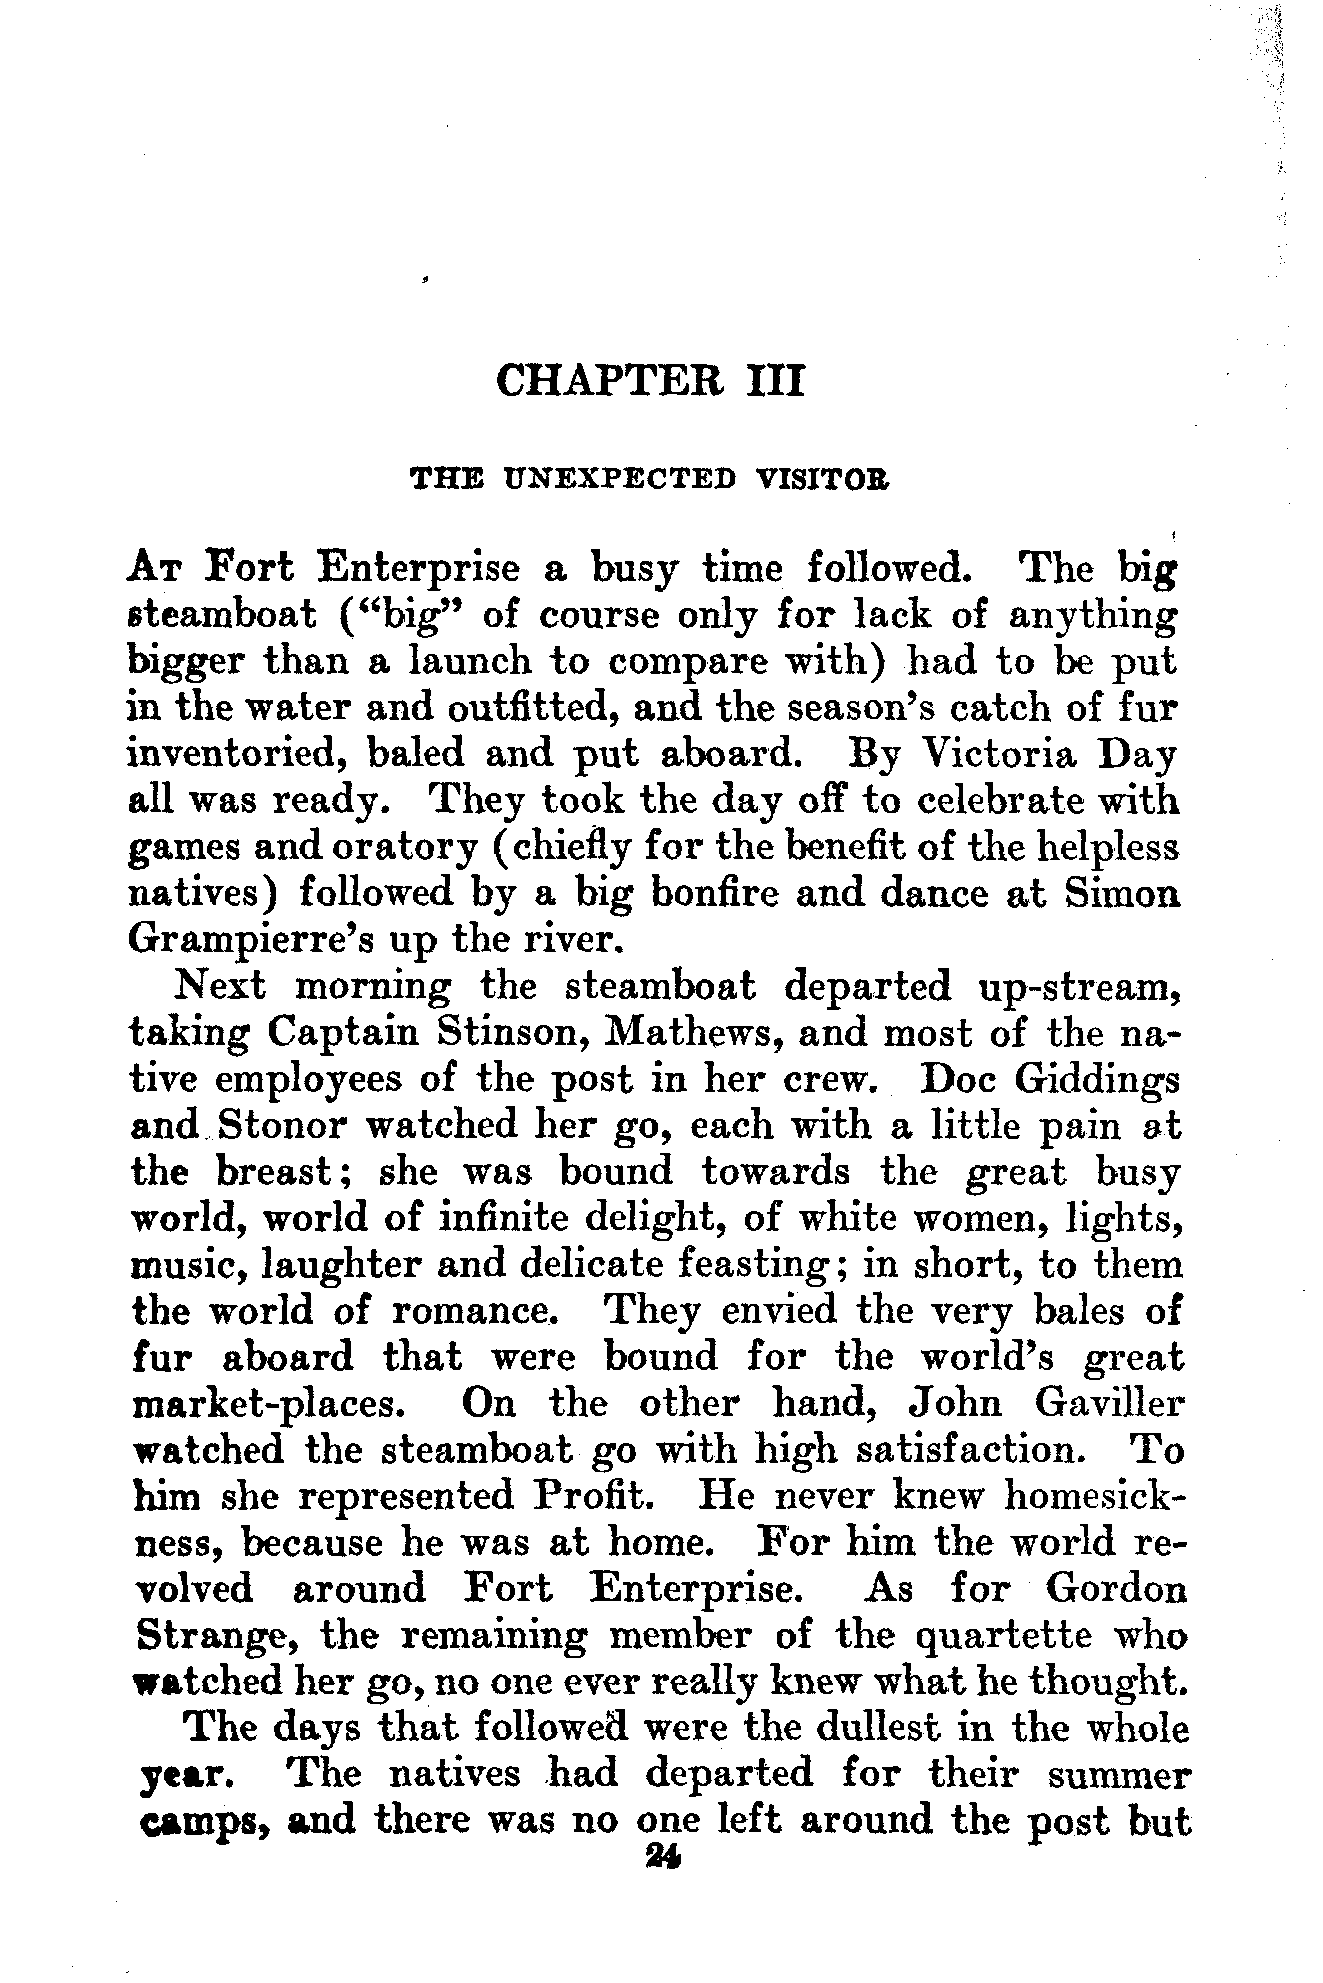 CHAPTER III
THE UNEXPECTED VISITOR
AT Fort Enterprise a busy time followed. The big
steamboat (“big” of course only for lack of anything
bigger than a launch to compare with) had to be put
in the water and outfitted, and the season’s catch of fur
inventoried, baled and put aboard. By Victoria Day
all was ready. They took the day off to celebrate with
games and oratory (chiefly for the benefit of the helpless
natives) followed by a big bonfire and dance at Simon
Grampierre’s up the river.
Next morning the steamboat departed up-stream,
taking Captain Stinson, Mathews, and most of the na-
tive employees of the post in her crew. Doc Giddings
and Stonor watched her go, each with a little pain at
the breast; she was bound towards the great busy
world, world of infinite delight, of white women, lights,
music, laughter and delicate feasting; in short, to them
the world of romance. They envied the very bales of
fur aboard that were bound for the world’s great
market-places. On the other hand, John Gaviller
watched the steamboat go with high satisfaction. To
him she represented Profit. He never knew homesick-
ness, because he was at home. For him the world re-
volved around Fort Enterprise. As for Gordon
Strange, the remaining member of the quartette who
watched her go, no one ever really knew what he thought.
The days that followed were the dullest in the whole
year. The natives had departed for their summer
camps, and there was no one left around the post but
24